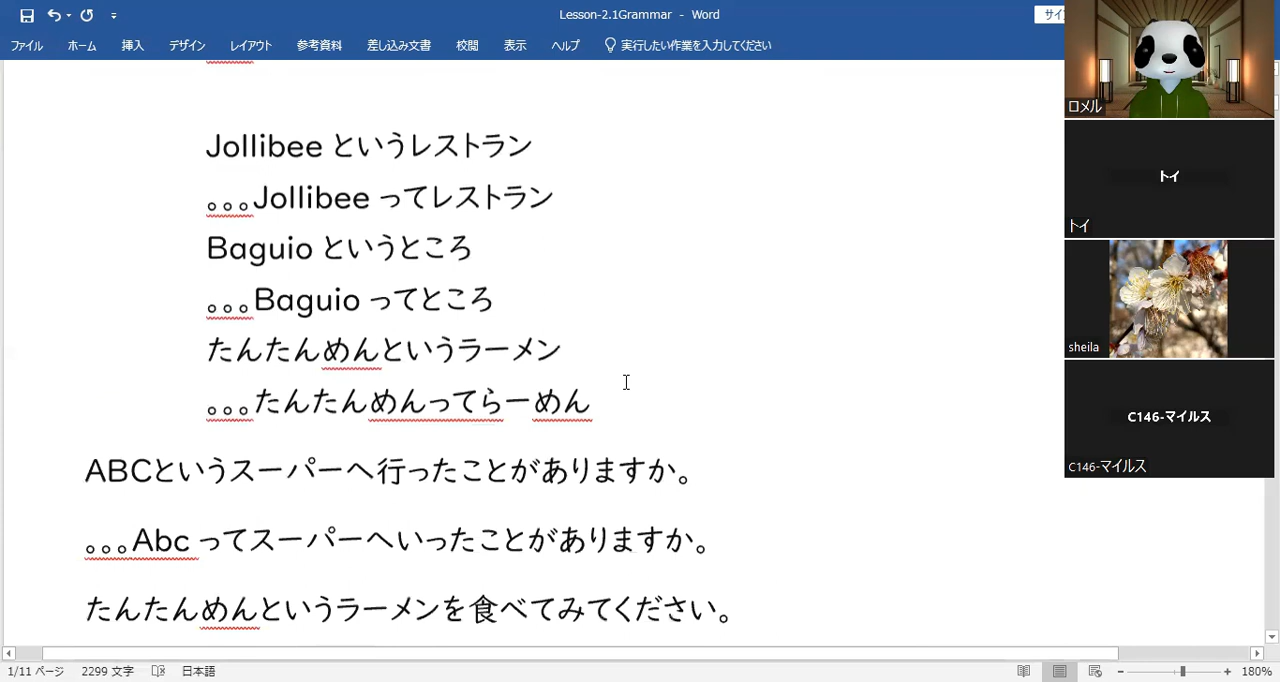 Lesson-2.1Grammar - Word
サイ
ファイル ホーム 挿入 デザイン レイアウト 参考資料 差し込み文書 校閲 表示 ヘルプ 実行したい作業を入力してください
Jollibee というレストラン
。。。Jollibee ってレストラン
Baguio というところ
。。。Baguio ってところ
たんたんめんというラーメン
。。。たんたんめんってらーめん
ABCというスーパーへ行ったことがありますか。
。。。Abc ってスーパーへいったことがありますか。
たんたんめんというラーメンを食べてみてください。
ロメル
トイ
トイ
sheila
C146-マイルス
C146-マイルス
1/11 ページ 2299 文字 日本語 180%